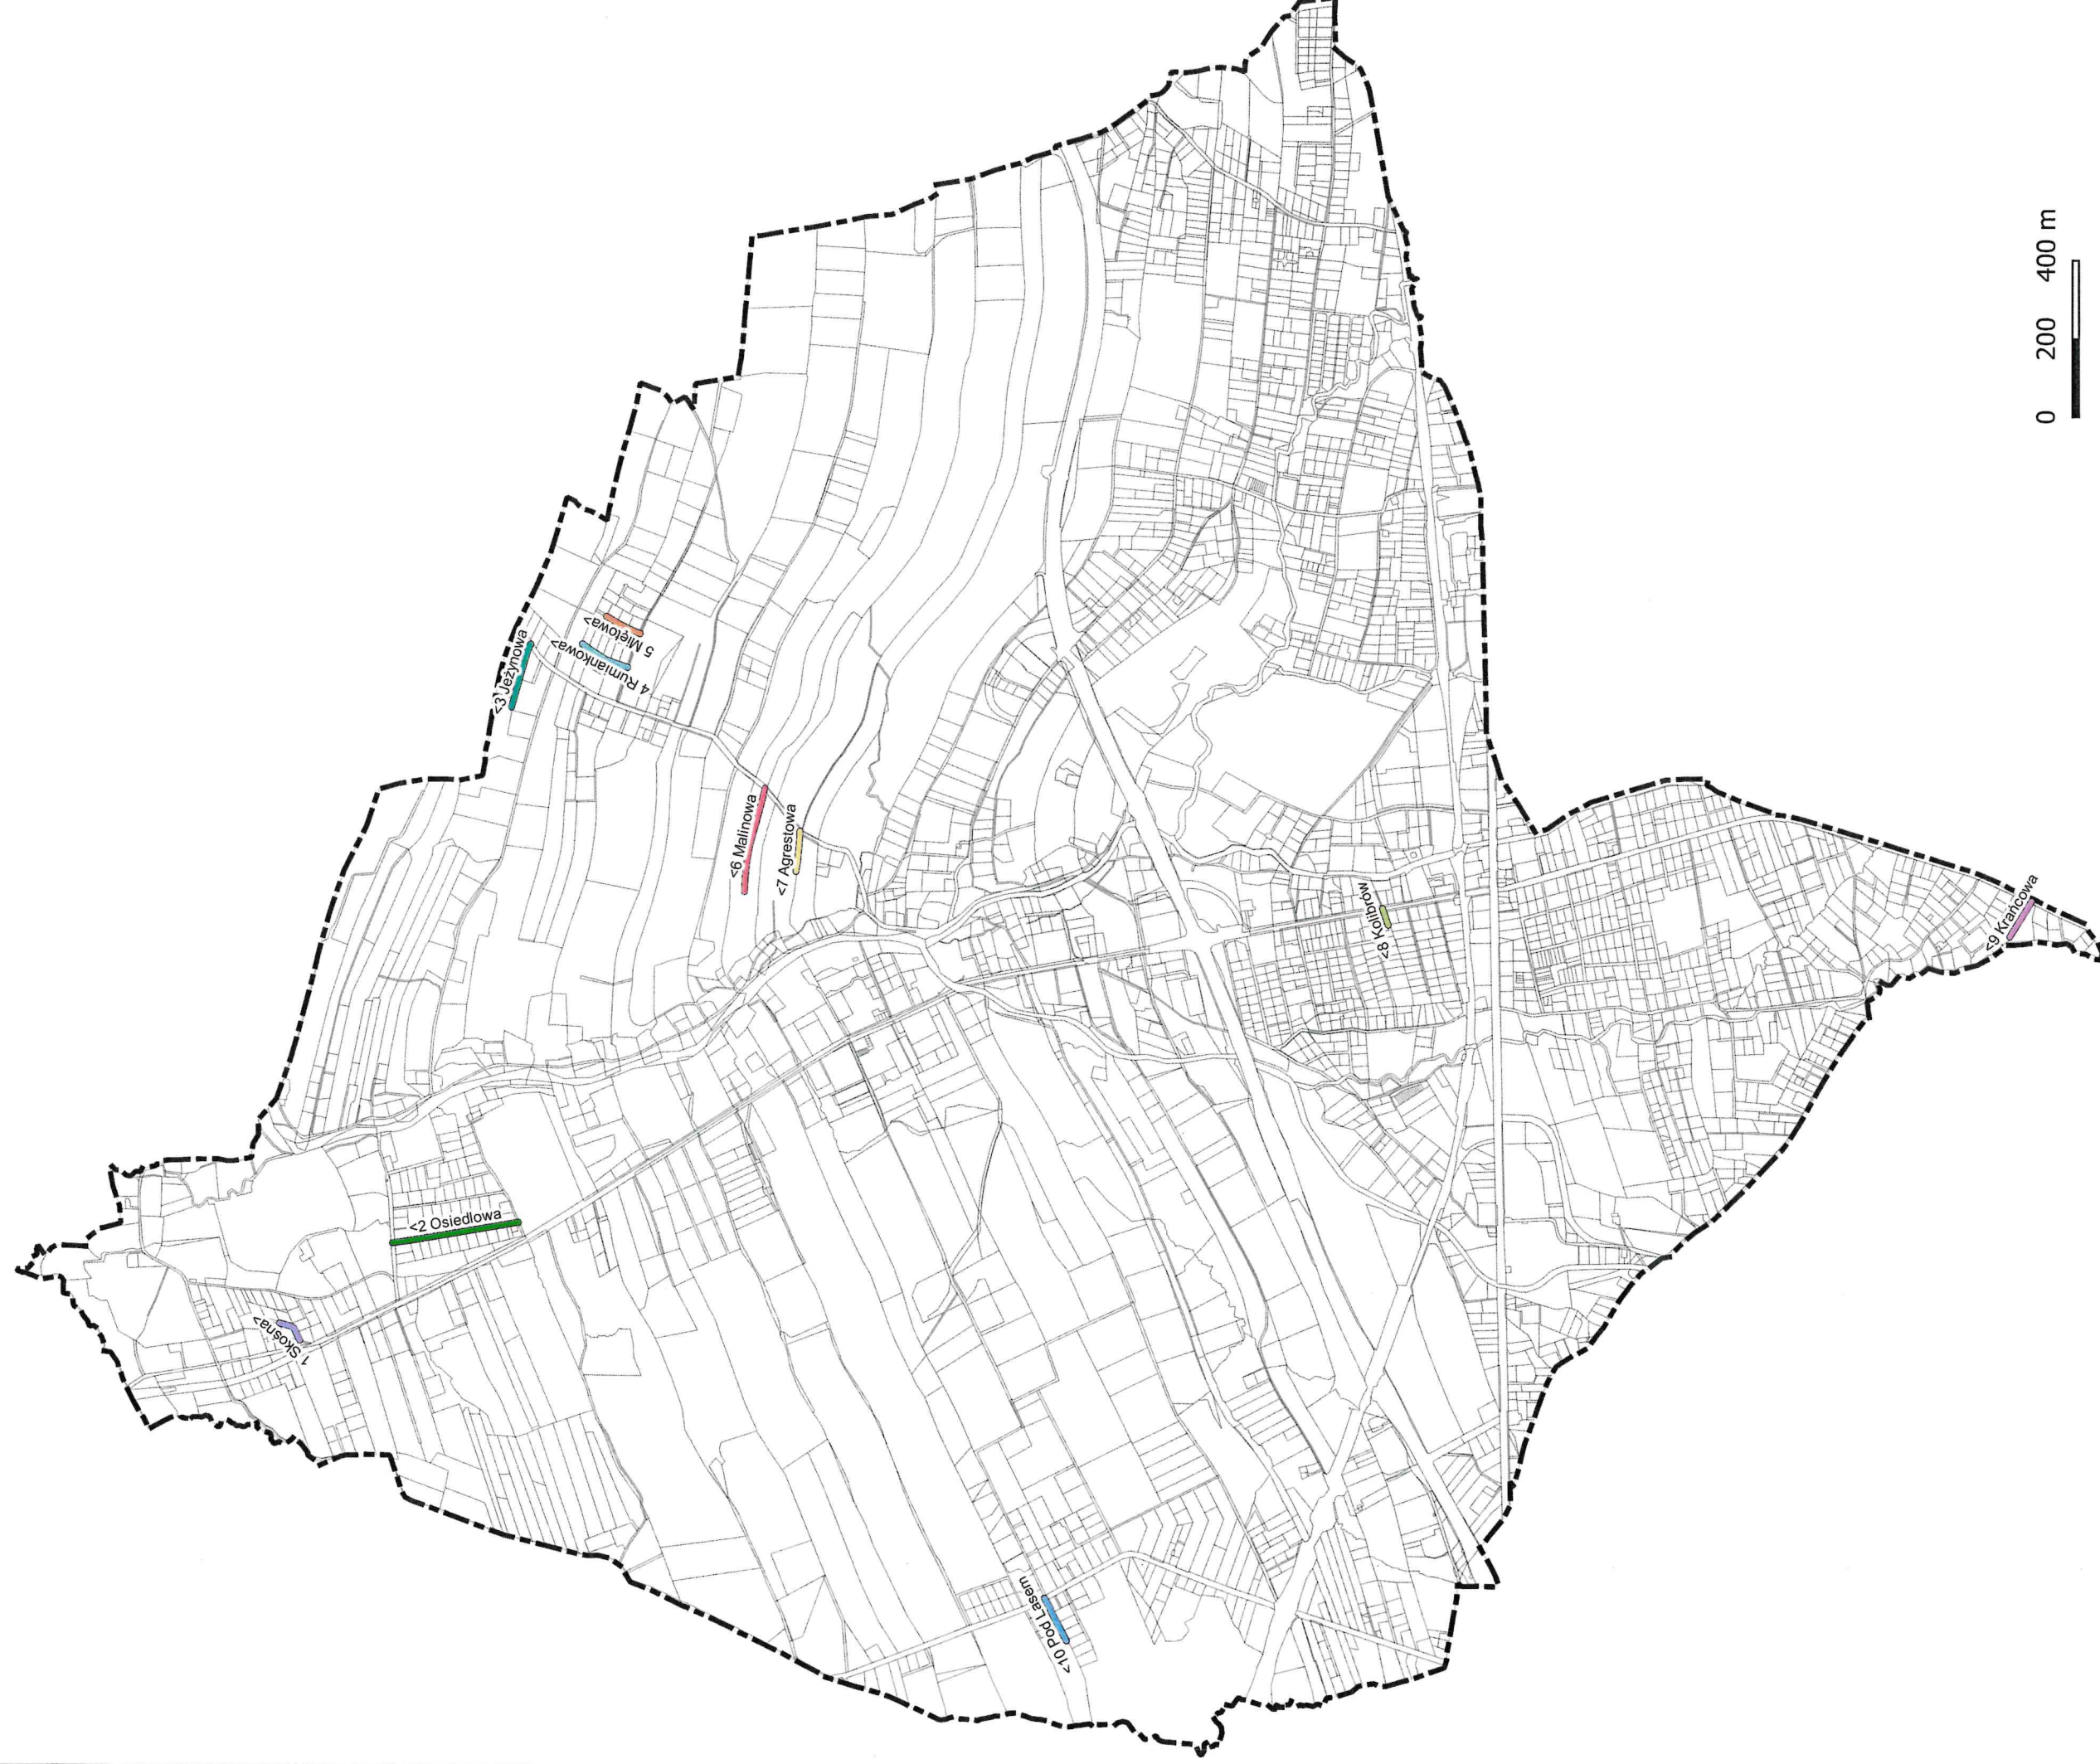 1 Skośna>
<2 Osiedlowa
<3 Jeżynowa
4 Rumiankowa>
5 Miętowa>
<6 Malinowa
<7 Agrestowa
<8 Kolibrów
<9 Krańcowa
<10 Pod Lasem
0 200 400 m